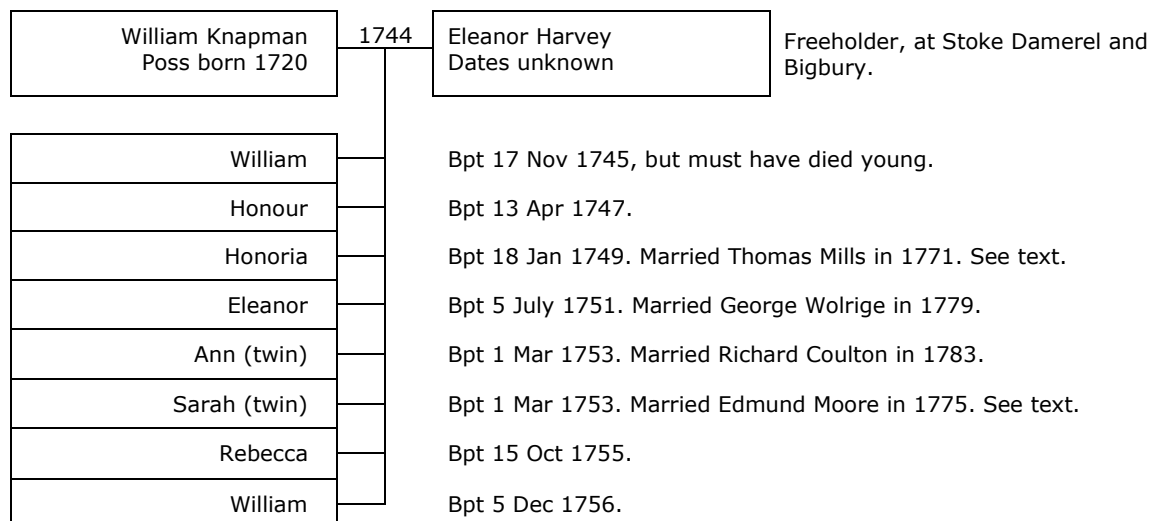 William Knapman
Poss born 1720
1744
Eleanor Harvey
Dates unknown
Freeholder, at Stoke Damerel and
Bigbury.
William Bpt 17 Nov 1745, but must have died young.
Honour Bpt 13 Apr 1747.
Honoria Bpt 18 Jan 1749. Married Thomas Mills in 1771. See text.
Eleanor Bpt 5 July 1751. Married George Wolrige in 1779.
Ann (twin) Bpt 1 Mar 1753. Married Richard Coulton in 1783.
Sarah (twin) Bpt 1 Mar 1753. Married Edmund Moore in 1775. See text.
Rebecca Bpt 15 Oct 1755.
William Bpt 5 Dec 1756.